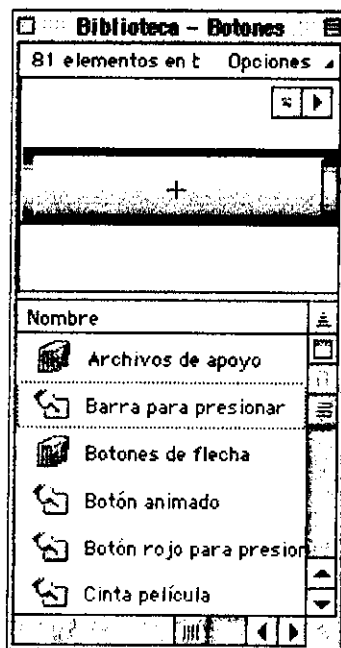 Biblioteca - Botones
81 elementos en t Opciones
Nombre
Archivos de apoyo
Barra para presionar
Botones de flecha
Botón animado
Botón rojo para presion
Cinta película